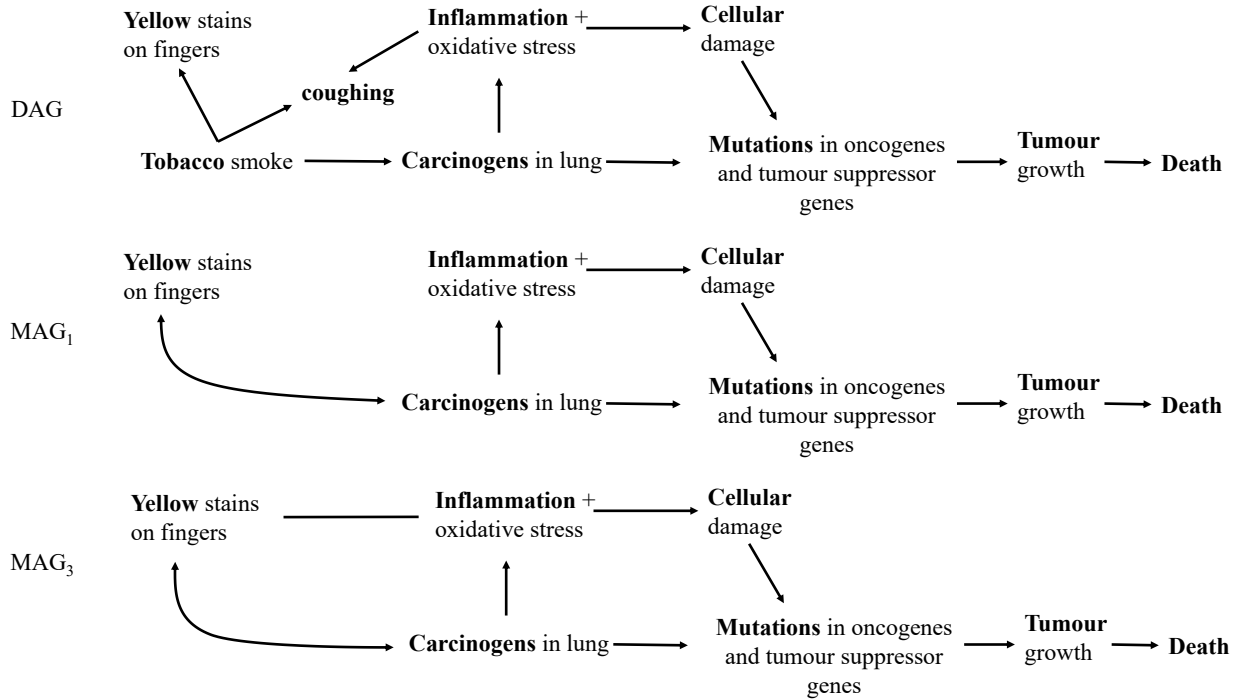 Yellow stains
on fingers
Inflammation +
oxidative stress
Cellular
damage
coughing
DAG
Tobacco smoke
Carcinogens in lung
Mutations in oncogenes
and tumour suppressor
genes
Tumour
growth
Death
Yellow stains
on fingers
Inflammation +
oxidative stress
Cellular
damage
MAG₁
Carcinogens in lung
Mutations in oncogenes
and tumour suppressor
genes
Tumour
growth
Death
Yellow stains
on fingers
Inflammation +
oxidative stress
Cellular
damage
MAG₃
Carcinogens in lung
Mutations in oncogenes
and tumour suppressor
genes
Tumour
growth
Death